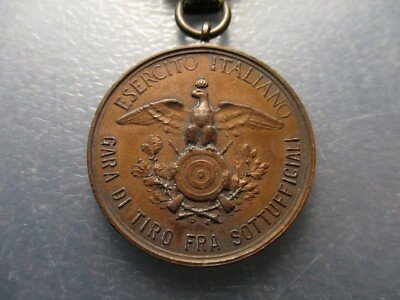 ESERCITO ITALIANO
GARA DI TIRO FRA SOTTUFFICIALI